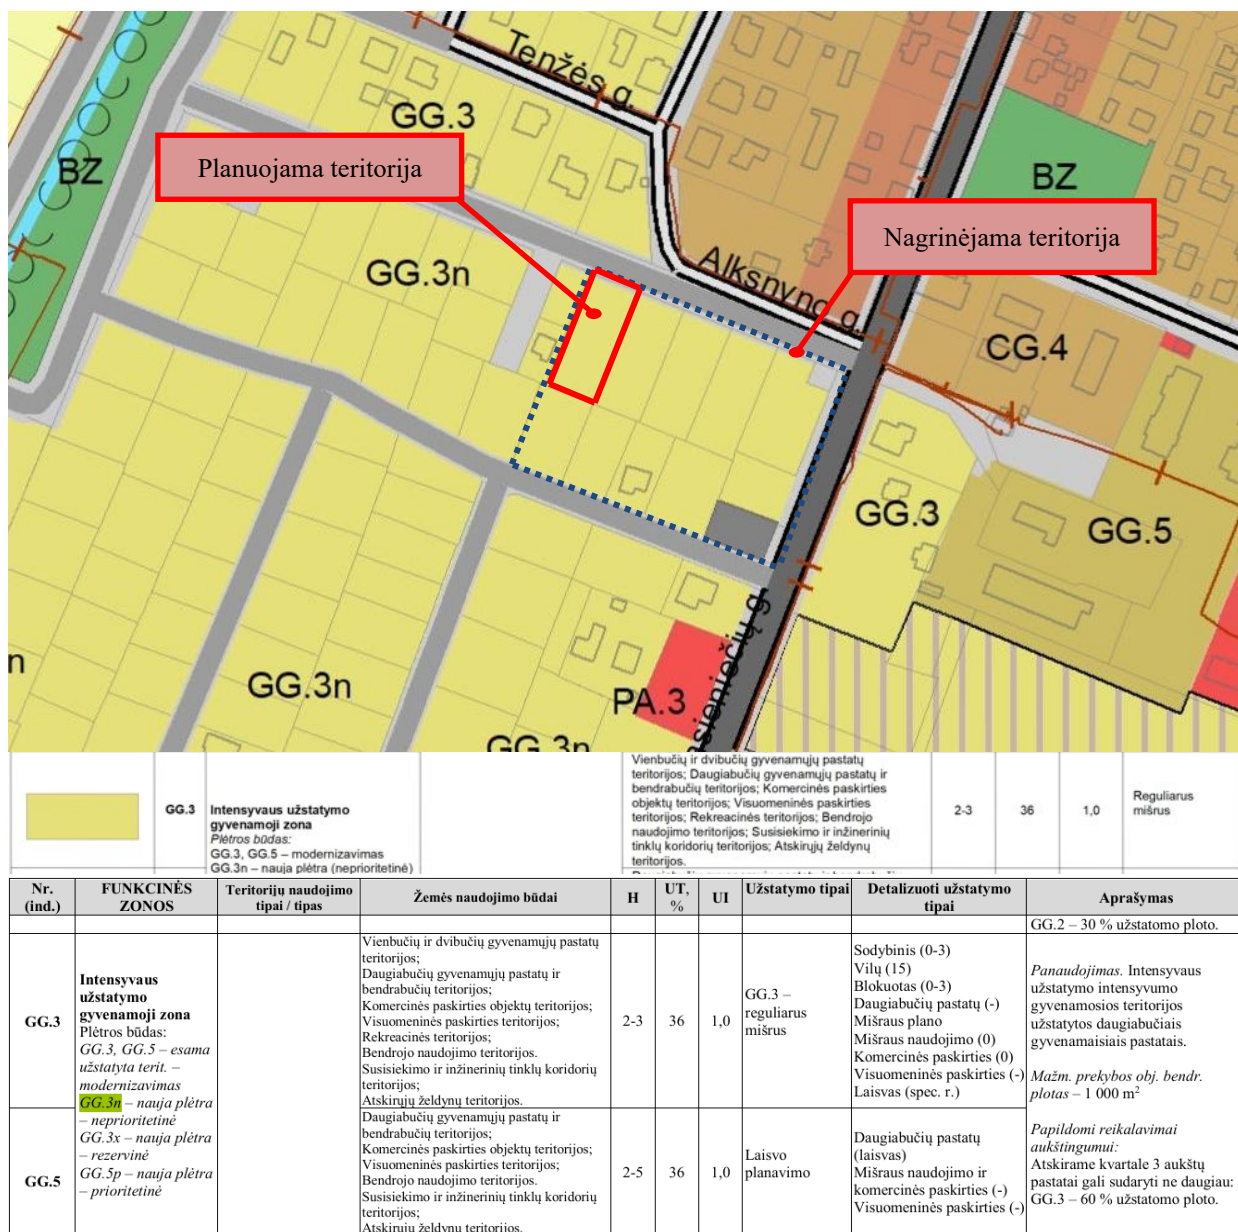 Tenžės g.
GG.3
BZ
Planuojama teritorija
BZ
Nagrinėjama teritorija
GG.3n
Alksnyno g.
CG.4
GG.3
GG.5
n
GG.3n
PA.3
GG.3n
GG.3
Intensyvaus užstatymo
gyvenamoji zona
Plėtros būdas:
GG.3, GG.5 – modernizavimas
GG.3n – nauja plėtra (neprioritetinė)
Vienbučių ir dvibučių gyvenamųjų pastatų
teritorijos; Daugiabučių gyvenamųjų pastatų ir
bendrabučių teritorijos; Komercinės paskirties
objektų teritorijos; Visuomeninės paskirties
teritorijos; Rekreacinės teritorijos; Bendrojo
naudojimo teritorijos; Susisiekimo ir inžinerinių
tinklų koridorių teritorijos; Atskirųjų želdynų
teritorijos.
2-3
36
1,0
Reguliarus
mišrus
Nr.
(ind.)
FUNKCINĖS
ZONOS
Teritorijų naudojimo
tipai / tipas
Žemės naudojimo būdai
H
UT,
%
UI
Užstatymo tipai
Detalizuoti užstatymo
tipai
Aprašymas
GG.2 – 30 % užstatomo ploto.
GG.3
Intensyvaus
užstatymo
gyvenamoji zona
Plėtros būdas:
GG.3, GG.5 – esama
užstatyta terit. –
modernizavimas
GG.3n – nauja plėtra
– neprioritetinė
GG.3x – nauja plėtra
– rezervinė
GG.5p – nauja plėtra
– prioritetinė
Vienbučių ir dvibučių gyvenamųjų pastatų
teritorijos;
Daugiabučių gyvenamųjų pastatų ir
bendrabučių teritorijos;
Komercinės paskirties objektų teritorijos;
Visuomeninės paskirties teritorijos;
Rekreacinės teritorijos;
Bendrojo naudojimo teritorijos.
Susisiekimo ir inžinerinių tinklų koridorių
teritorijos;
Atskirųjų želdynų teritorijos.
2-3
36
1,0
GG.3 –
reguliarus
mišrus
Sodybinis (0-3)
Vilų (15)
Blokuotas (0-3)
Daugiabučių pastatų (-)
Mišraus plano
Mišraus naudojimo (0)
Komercinės paskirties (0)
Visuomeninės paskirties (-)
Laisvas (spec. r.)
Panaudojimas. Intensyvaus
užstatymo intensyvumo
gyvenamosios teritorijos
užstatytos daugiabučiais
gyvenamaisiais pastatais.
Mažm. prekybos obj. bendr.
plotas – 1 000 m²
GG.5
Daugiabučių gyvenamųjų pastatų ir
bendrabučių teritorijos;
Komercinės paskirties objektų teritorijos;
Visuomeninės paskirties teritorijos;
Bendrojo naudojimo teritorijos.
Susisiekimo ir inžinerinių tinklų koridorių
teritorijos;
Atskirųjų želdynų teritorijos.
2-5
36
1,0
Laisvo
planavimo
Daugiabučių pastatų
(laisvas)
Mišraus naudojimo ir
komercinės paskirties (-)
Visuomeninės paskirties (-)
Papildomi reikalavimai
aukštingumui:
Atskirame kvartale 3 aukštų
pastatai gali sudaryti ne daugiau:
GG.3 – 60 % užstatomo ploto.